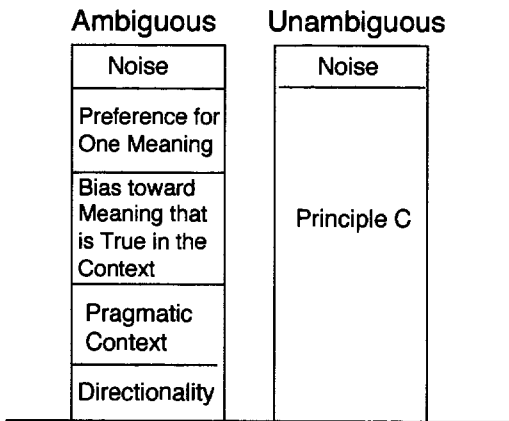 Ambiguous
Noise
Preference for
One Meaning
Bias toward
Meaning that
is True in the
Context
Pragmatic
Context
Directionality
Unambiguous
Noise
Principle C